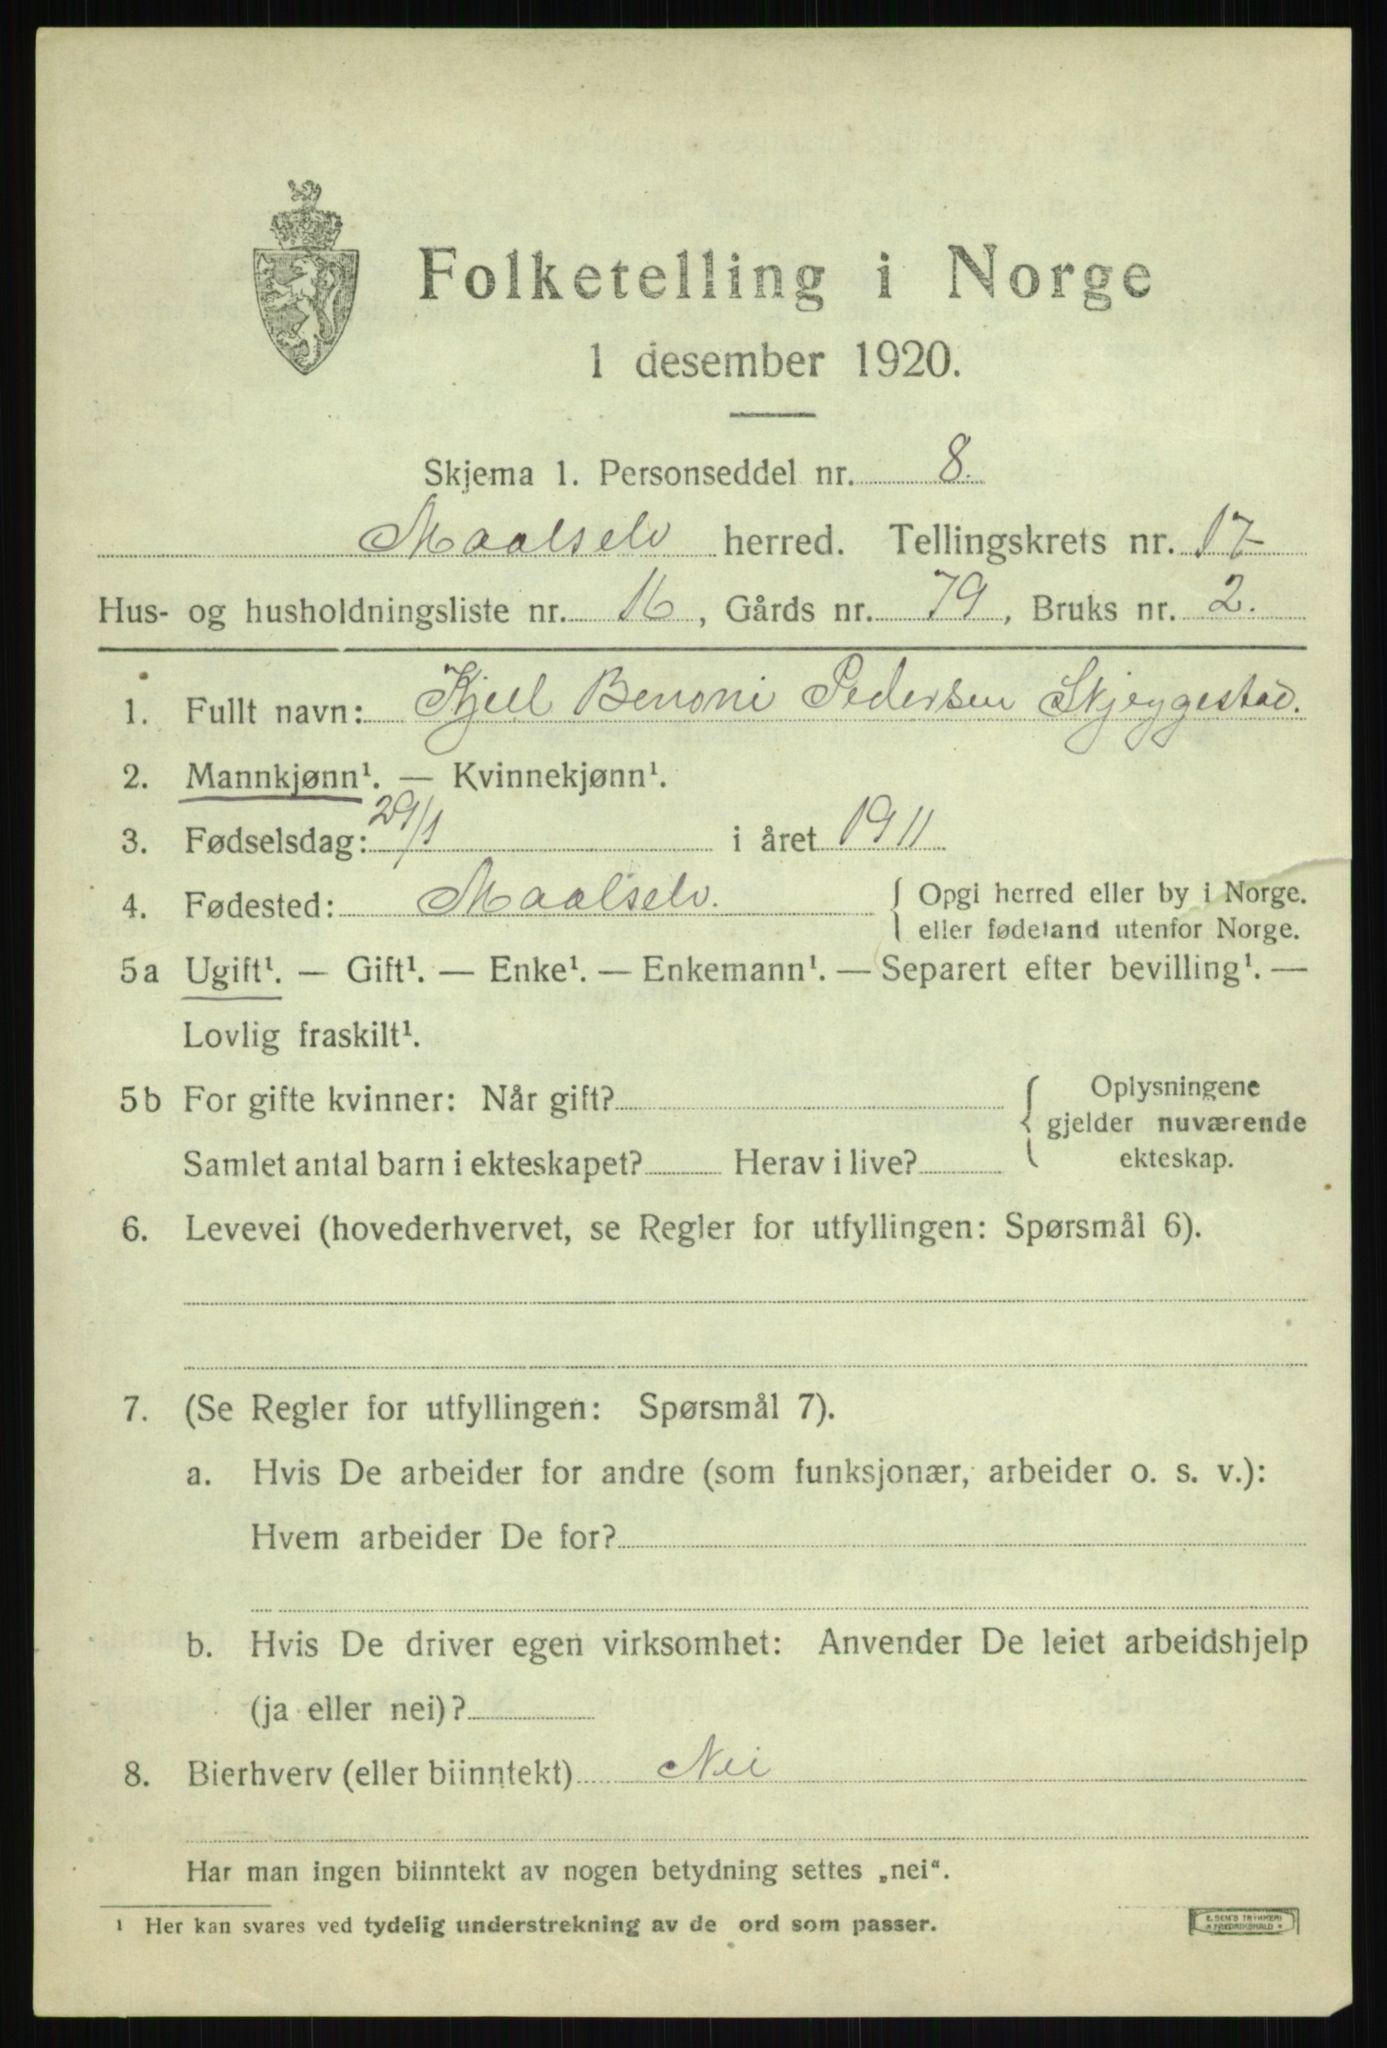 Folketelling i Norge
1 desember 1920.
Skjema 1. Personseddel nr. 8.
Maalselv herred. Tellingskrets nr. 17
Hus- og husholdningsliste nr. 16, Gårds nr. 79, Bruks nr. 2.
1. Fullt navn: Kjell Benoni Pedersen Skjeggestad.
2. Mannkjønn¹. — Kvinnekjønn¹.
3. Fødselsdag: 29/1 i året 1911
4. Fødested: Maalselv. { Opgi herred eller by i Norge.
eller fødeland utenfor Norge.
5a Ugift¹. — Gift¹. — Enke¹. — Enkemann¹. — Separert efter bevilling¹. —
Lovlig fraskilt¹.
5b For gifte kvinner: Når gift? { Oplysningene
gjelder nuværende
Samlet antal barn i ekteskapet? Herav i live? ekteskap.
6. Levevei (hovederhvervet, se Regler for utfyllingen: Spørsmål 6).
7. (Se Regler for utfyllingen: Spørsmål 7).
a. Hvis De arbeider for andre (som funksjonær, arbeider o. s. v.):
Hvem arbeider De for?
b. Hvis De driver egen virksomhet: Anvender De leiet arbeidshjelp
(ja eller nei)?
8. Bierhverv (eller biinntekt) Nei
Har man ingen biinntekt av nogen betydning settes „nei".
¹ Her kan svares ved tydelig understrekning av de ord som passer.
E. SEM'S TRYKKERI
FREDRIKSHALD